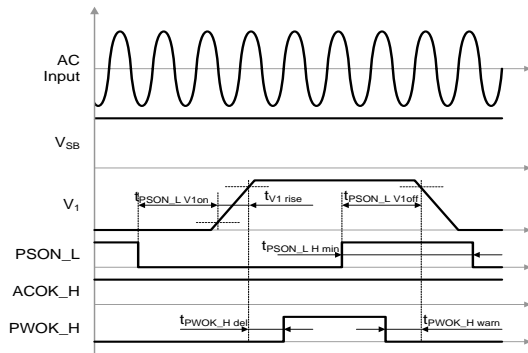 AC
Input
VSB
tPSON_L V1on
tV1 rise
tPSON_L V1off
V1
PSON_L
tPSON_L H min
ACOK_H
PWOK_H
tPWOK_H del
tPWOK_H warn